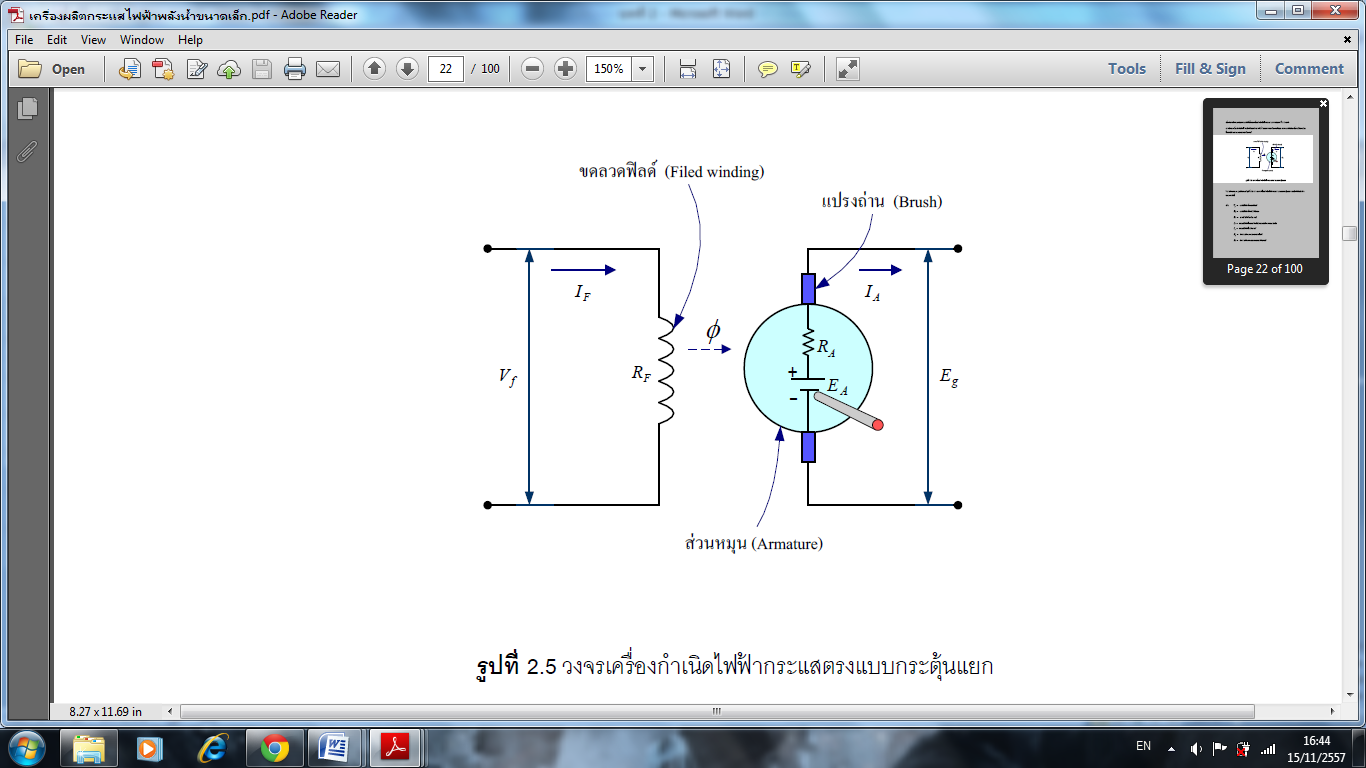 เครื่องผลิตกระแสไฟฟ้าพลังน้ำขนาดเล็ก.pdf - Adobe Reader
File Edit View Window Help
Open 22 / 100 150% Tools Fill & Sign Comment
ขดลวดฟิลด์ (Filed winding)
แปรงถ่าน (Brush)
I_F I_A
ϕ
R_A
V_f R_F + E_A E_g
-
ส่วนหมุน (Armature)
รูปที่ 2.5 วงจรเครื่องกำเนิดไฟฟ้ากระแสตรงแบบกระตุ้นแยก
Page 22 of 100
8.27 x 11.69 in
EN 16:44
15/11/2557